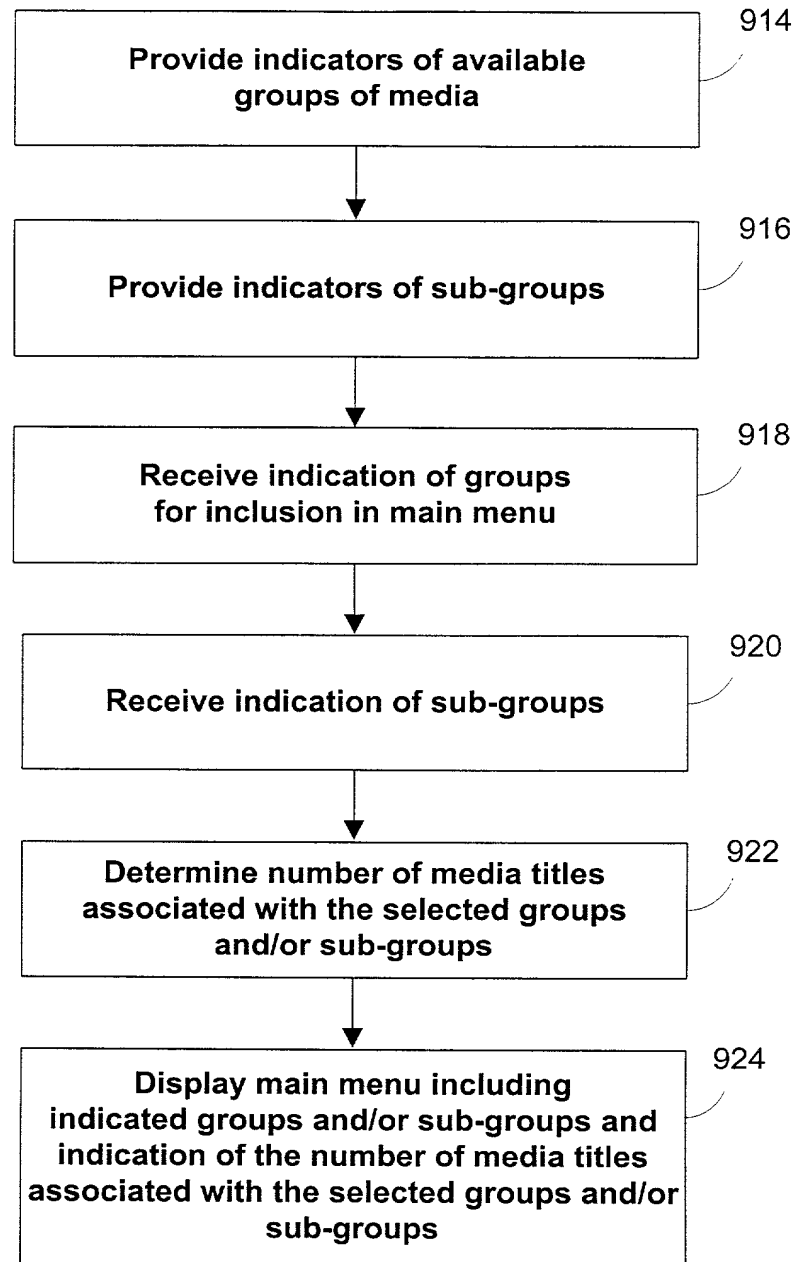 914
Provide indicators of available
groups of media
916
Provide indicators of sub-groups
918
Receive indication of groups
for inclusion in main menu
920
Receive indication of sub-groups
922
Determine number of media titles
associated with the selected groups
and/or sub-groups
924
Display main menu including
indicated groups and/or sub-groups and
indication of the number of media titles
associated with the selected groups and/or
sub-groups